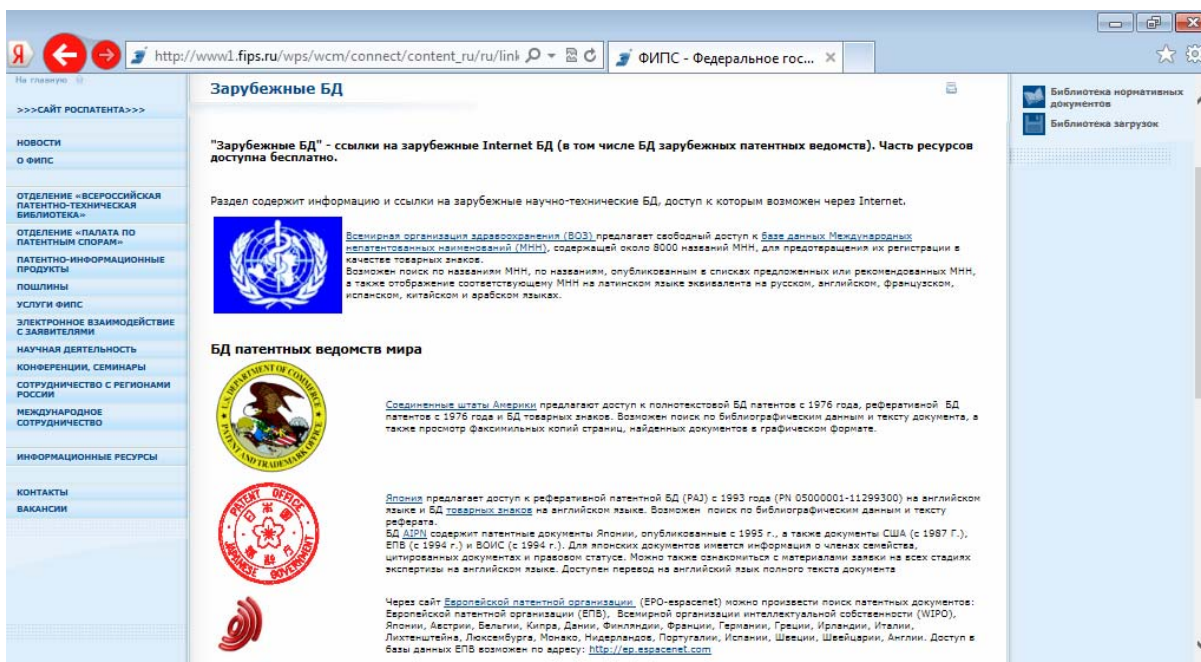 Я
http://www1.fips.ru/wps/wcm/connect/content_ru/ru/link
ФИПС - Федеральное гос...
На главную
>>>САЙТ РОСПАТЕНТА>>>
НОВОСТИ
О ФИПС
ОТДЕЛЕНИЕ «ВСЕРОССИЙСКАЯ
ПАТЕНТНО-ТЕХНИЧЕСКАЯ
БИБЛИОТЕКА»
ОТДЕЛЕНИЕ «ПАЛАТА ПО
ПАТЕНТНЫМ СПОРАМ»
ПАТЕНТНО-ИНФОРМАЦИОННЫЕ
ПРОДУКТЫ
ПОШЛИНЫ
УСЛУГИ ФИПС
ЭЛЕКТРОННОЕ ВЗАИМОДЕЙСТВИЕ
С ЗАЯВИТЕЛЯМИ
НАУЧНАЯ ДЕЯТЕЛЬНОСТЬ
КОНФЕРЕНЦИИ, СЕМИНАРЫ
СОТРУДНИЧЕСТВО С РЕГИОНАМИ
РОССИИ
МЕЖДУНАРОДНОЕ
СОТРУДНИЧЕСТВО
ИНФОРМАЦИОННЫЕ РЕСУРСЫ
КОНТАКТЫ
ВАКАНСИИ
Зарубежные БД
"Зарубежные БД" - ссылки на зарубежные Internet БД (в том числе БД зарубежных патентных ведомств). Часть ресурсов
доступна бесплатно.
Раздел содержит информацию и ссылки на зарубежные научно-технические БД, доступ к которым возможен через Internet.
Всемирная организация здравоохранения (ВОЗ) предлагает свободный доступ к базе данных Международных
непатентованных наименований (МНН), содержащей около 8000 названий МНН, для предотвращения их регистрации в
качестве товарных знаков.
Возможен поиск по названиям МНН, по названиям, опубликованным в списках предложенных или рекомендованных МНН,
а также отображение соответствующему МНН на латинском языке эквивалента на русском, английском, французском,
испанском, китайском и арабском языках.
БД патентных ведомств мира
U.S. DEPARTMENT OF COMMERCE
PATENT AND TRADEMARK OFFICE
Соединенные штаты Америки предлагают доступ к полнотекстовой БД патентов с 1976 года, реферативной БД
патентов с 1976 года и БД товарных знаков. Возможен поиск по библиографическим данным и тексту документа, а
также просмотр факсимильных копий страниц, найденных документов в графическом формате.
PATENT OFFICE
JAPANESE GOVERNMENT
Япония предлагает доступ к реферативной патентной БД (PAJ) с 1993 года (PN 05000001-11299300) на английском
языке и БД товарных знаков на английском языке. Возможен поиск по библиографическим данным и тексту
реферата.
БД AIPN содержит патентные документы Японии, опубликованные с 1995 г., а также документы США (с 1987 Г.),
ЕПВ (с 1994 г.) и ВОИС (с 1994 г.). Для японских документов имеется информация о членах семейства,
цитированных документах и правовом статусе. Можно также ознакомиться с материалами заявки на всех стадиях
экспертизы на английском языке. Доступен перевод на английский язык полного текста документа
Через сайт Европейской патентной организации (EPO-espacenet) можно произвести поиск патентных документов:
Европейской патентной организации (ЕПВ), Всемирной организации интеллектуальной собственности (WIPO),
Японии, Австрии, Бельгии, Кипра, Дании, Финляндии, Франции, Германии, Греции, Ирландии, Италии,
Лихтенштейна, Люксембурга, Монако, Нидерландов, Португалии, Испании, Швеции, Швейцарии, Англии. Доступ в
базы данных ЕПВ возможен по адресу: http://ep.espacenet.com
Библиотека нормативных
документов
Библиотека загрузок